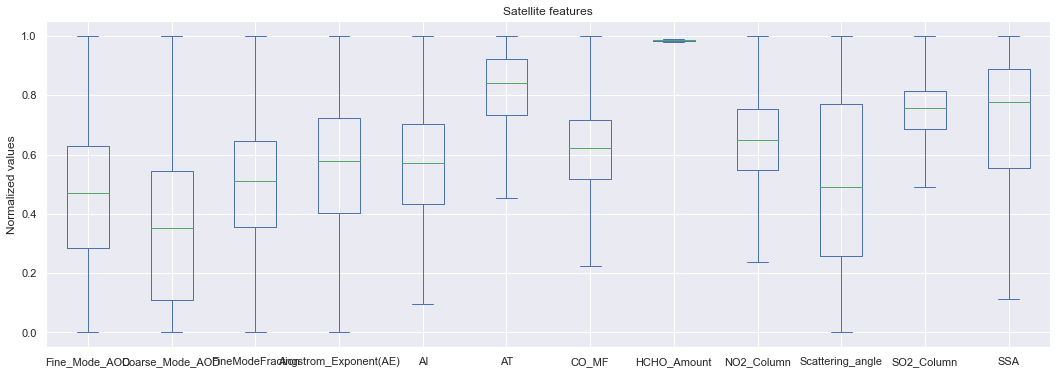 Satellite features
Normalized values
1.0
0.8
0.6
0.4
0.2
0.0
Fine_Mode_AOD
Coarse_Mode_AOD
FineModeFraction
Angstrom_Exponent(AE)
AI
AT
CO_MF
HCHO_Amount
NO2_Column
Scattering_angle
SO2_Column
SSA